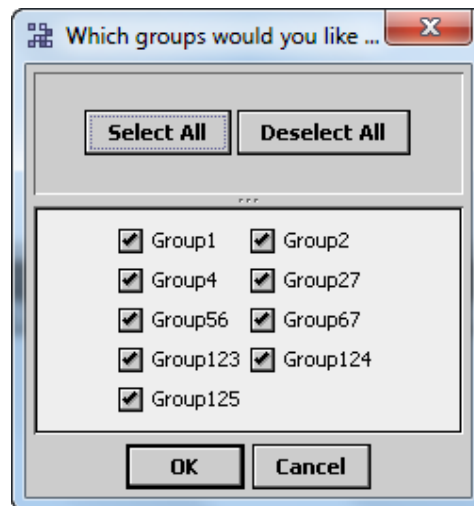 Which groups would you like ...
Select All Deselect All
Group1 Group2
Group4 Group27
Group56 Group67
Group123 Group124
Group125
OK Cancel